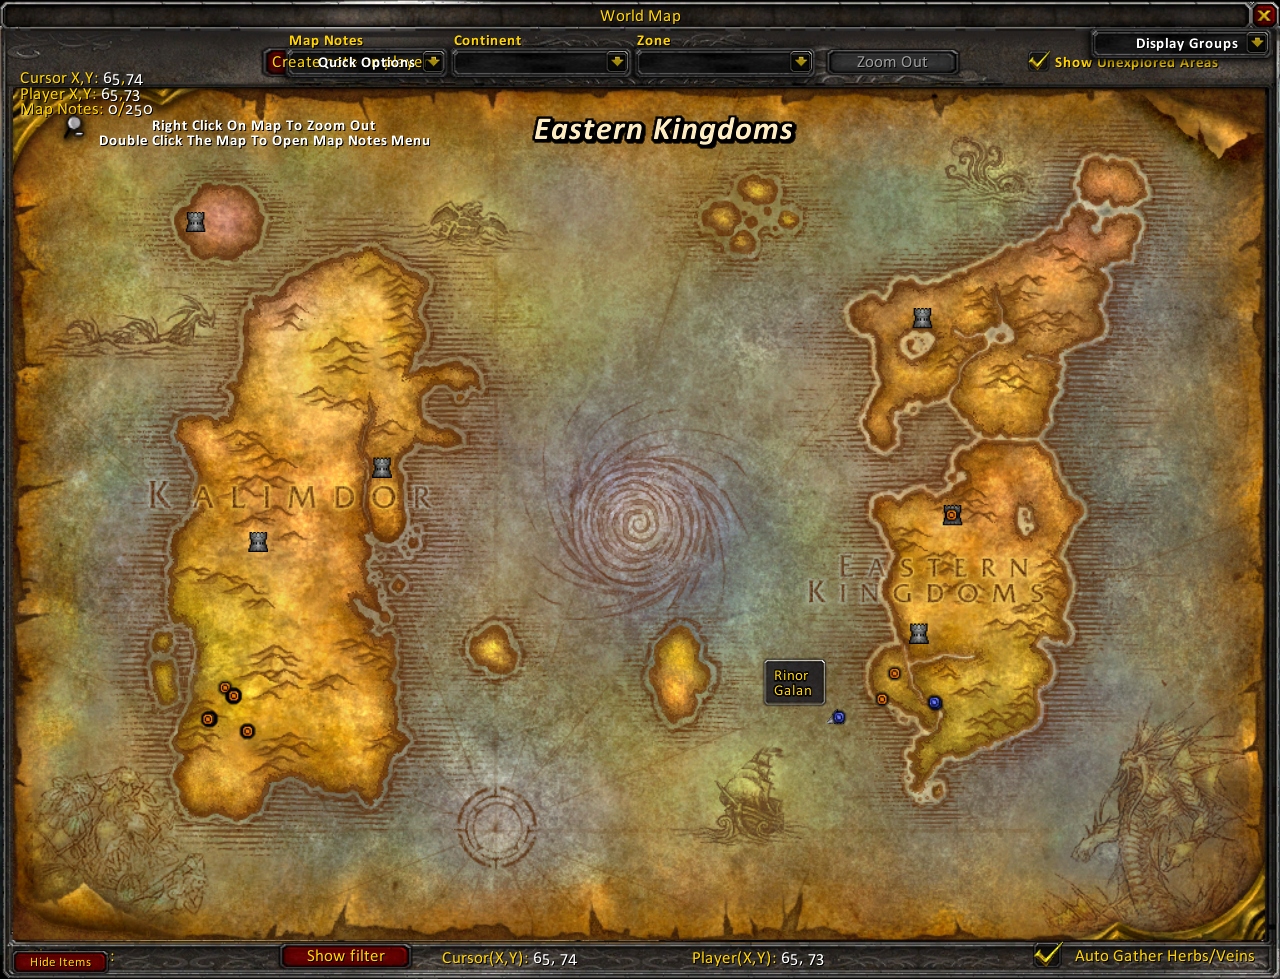 World Map
Map Notes
Continent
Zone
Display Groups
Quick Options
Zoom Out
Show Unexplored Areas
Cursor X,Y: 65,74
Player X,Y: 65,73
Map Notes: 0/250
Right Click On Map To Zoom Out
Double Click The Map To Open Map Notes Menu
Eastern Kingdoms
KALIMDOR
EASTERN
KINGDOMS
Rinor
Galan
Hide Items
Show filter
Cursor(X,Y): 65, 74
Player(X,Y): 65, 73
Auto Gather Herbs/Veins